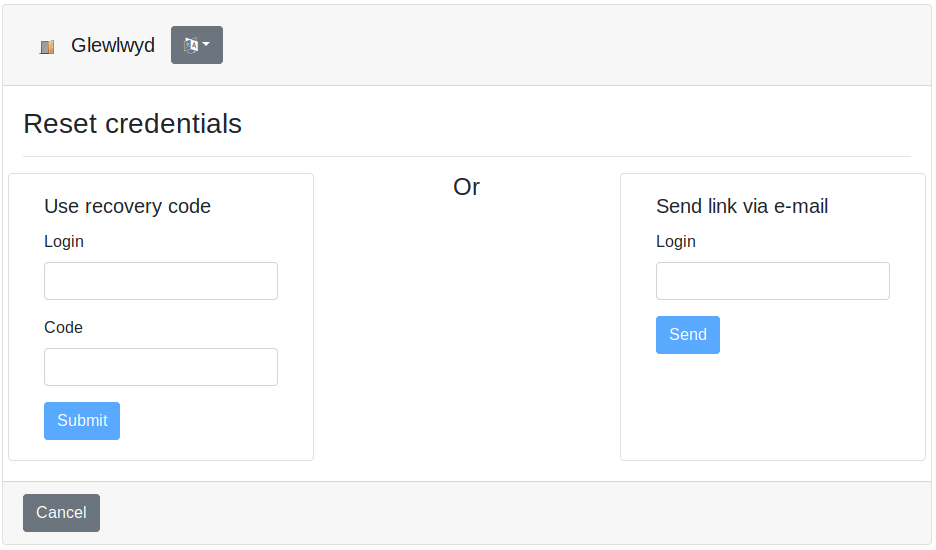 Glewlwyd
Reset credentials
Use recovery code
Login
Code
Submit
Or
Send link via e-mail
Login
Send
Cancel